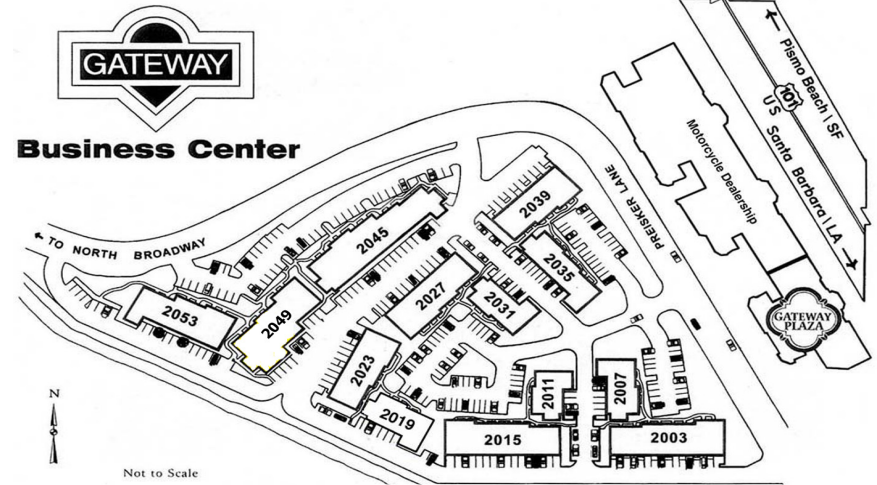 GATEWAY
Business Center
← TO NORTH BROADWAY
PREISKER LANE
Motorcycle Dealership
← Pismo Beach \ SF
US 101
Santa Barbara \ LA →
GATEWAY
PLAZA
2039
2045
2035
2027
2031
2053
2049
2023
2019
2011
2007
2015
2003
N
Not to Scale